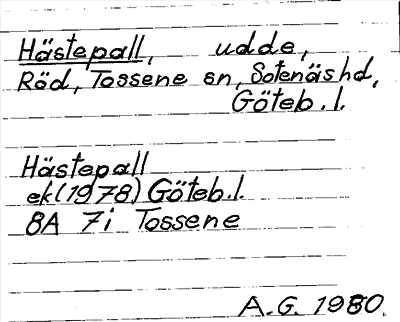 Hästepall, udde,
Röd, Tossene sn, Sotenäshd,
Göteb.l.
Hästepall
ek(1978) Göteb.l.
8A 7i Tossene
A.G. 1980.